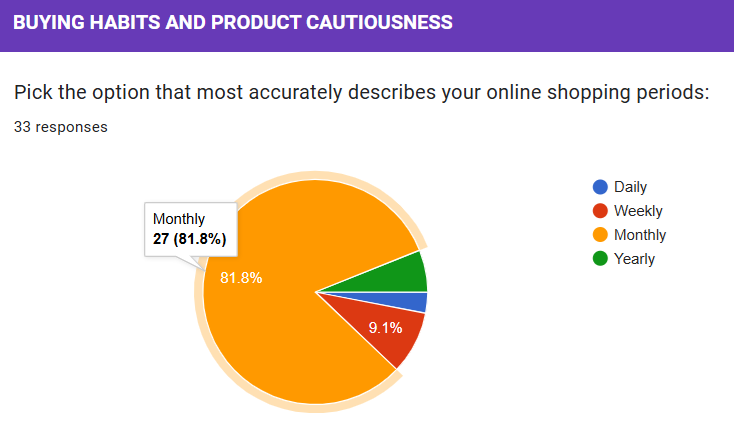 BUYING HABITS AND PRODUCT CAUTIOUSNESS
Pick the option that most accurately describes your online shopping periods:
33 responses
Monthly
27 (81.8%)
81.8%
9.1%
Daily
Weekly
Monthly
Yearly